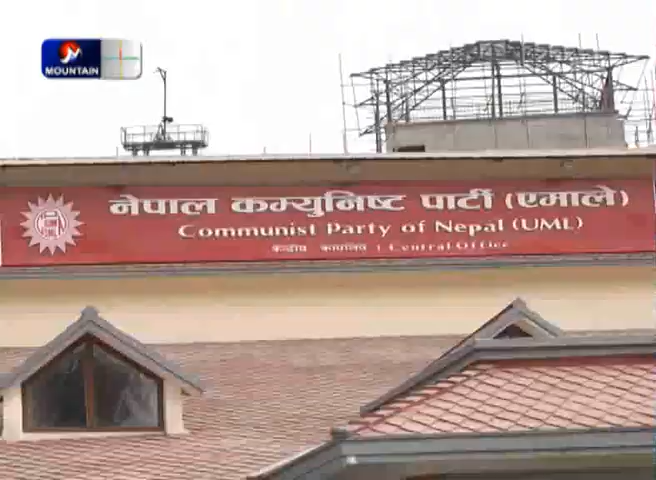 MOUNTAIN
नेपाल कम्युनिष्ट पार्टी (एमाले)
Communist Party of Nepal (UML)
केन्द्रीय कार्यालय | Central Office